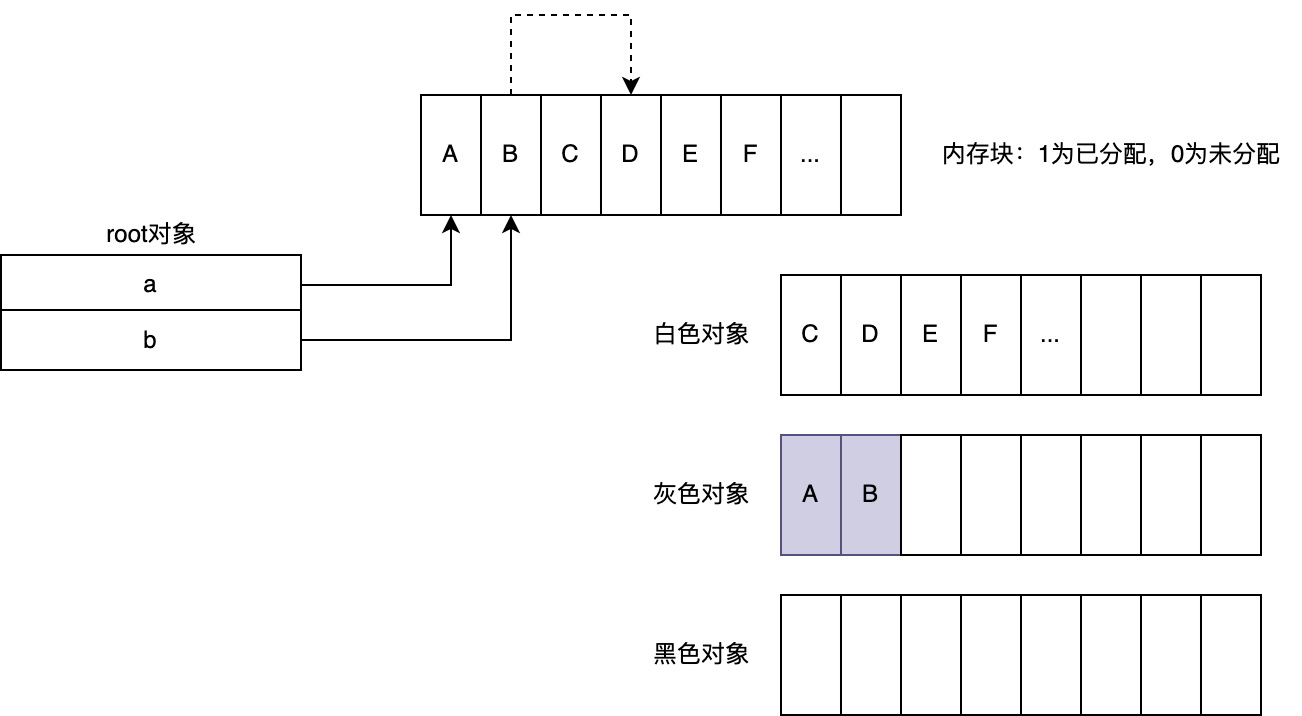 A B C D E F ...
内存块：1为已分配，0为未分配
root对象
a
b
白色对象 C D E F ...
灰色对象 A B
黑色对象